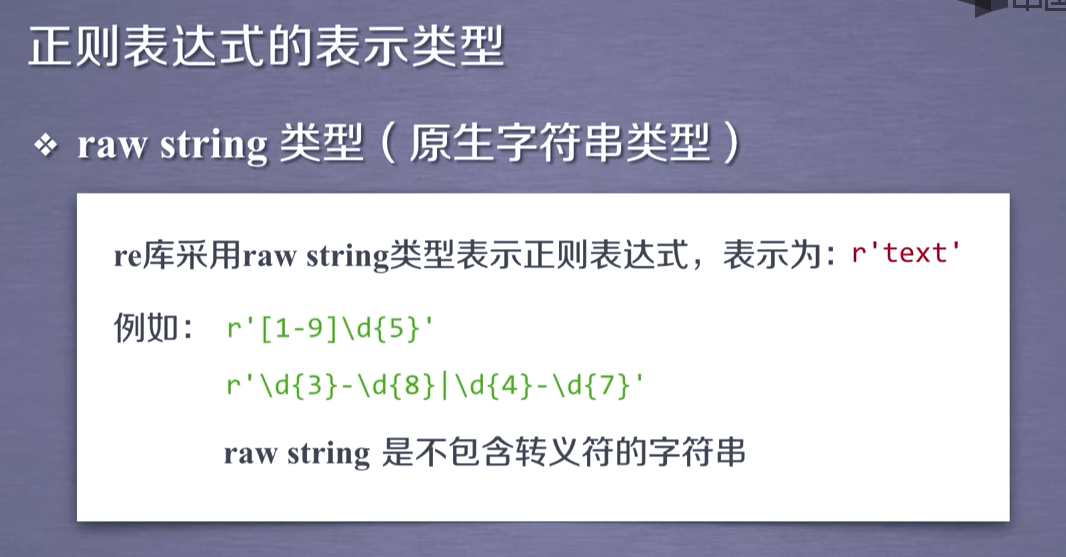 正则表达式的表示类型
❖ raw string 类型（原生字符串类型）
re库采用raw string类型表示正则表达式，表示为：r'text'
例如： r'[1-9]\d{5}'
r'\d{3}-\d{8}|\d{4}-\d{7}'
raw string 是不包含转义符的字符串